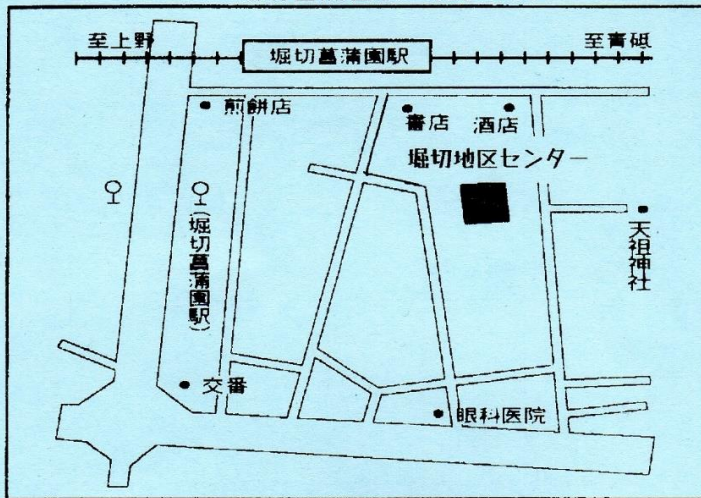 至上野
堀切菖蒲園駅
至青砥
煎餅店
書店
酒店
堀切地区センター
(堀切菖蒲園駅)
天祖神社
交番
眼科医院